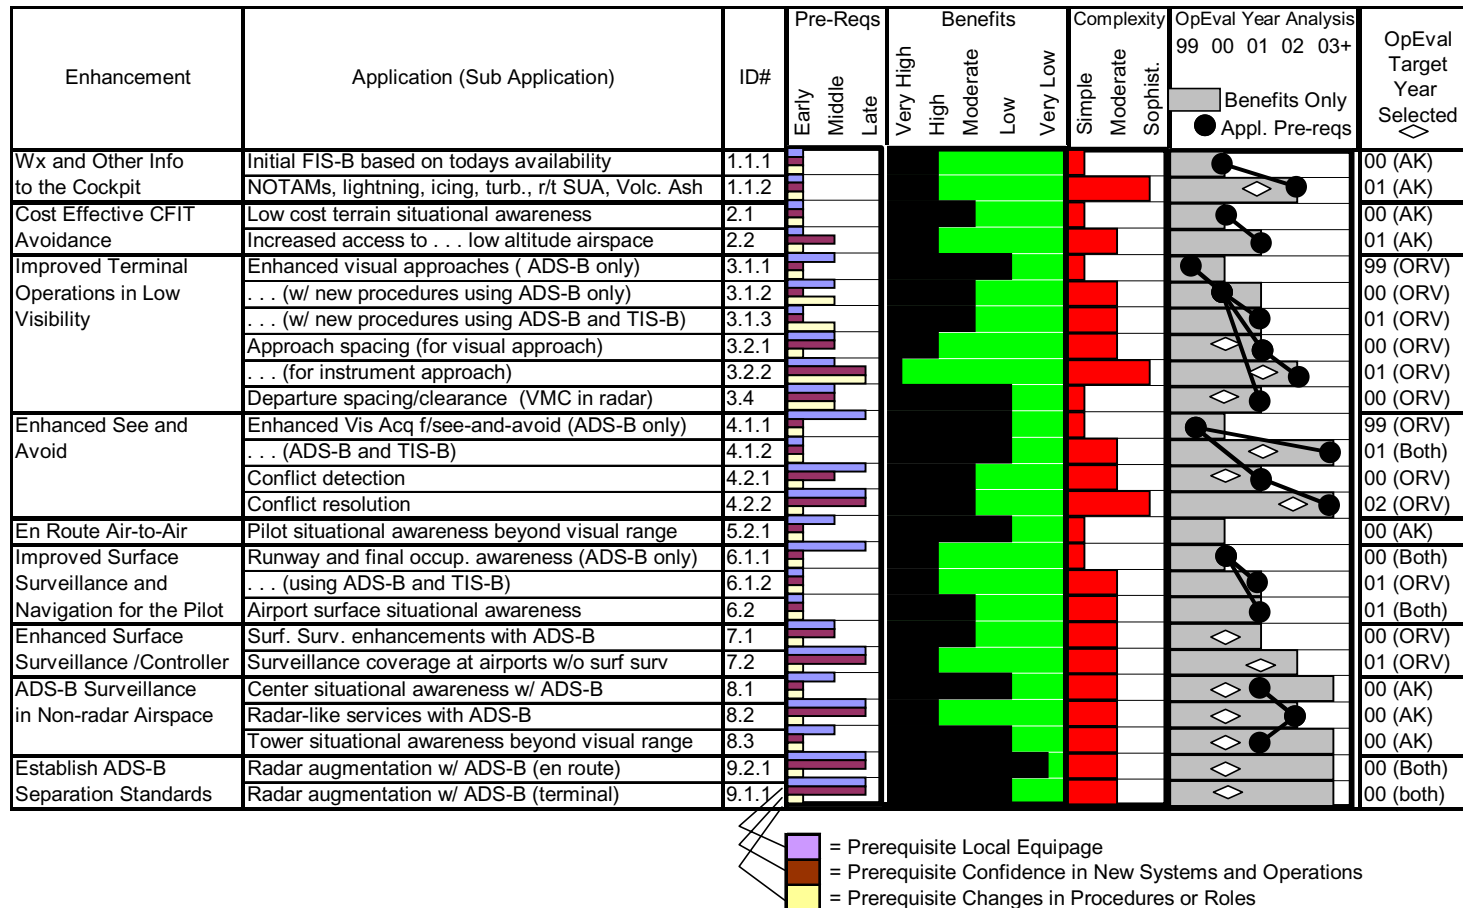 Pre-Reqs Benefits Complexity OpEval Year Analysis
99 00 01 02 03+
Enhancement Application (Sub Application) ID# OpEval Target Year Selected
Early Middle Late Very High High Moderate Low Very Low Simple Moderate Sophist.
Benefits Only
Appl. Pre-reqs
Wx and Other Info Initial FIS-B based on todays availability 1.1.1 00 (AK)
to the Cockpit NOTAMs, lightning, icing, turb., r/t SUA, Volc. Ash 1.1.2 01 (AK)
Cost Effective CFIT Low cost terrain situational awareness 2.1 00 (AK)
Avoidance Increased access to . . . low altitude airspace 2.2 01 (AK)
Improved Terminal Enhanced visual approaches ( ADS-B only) 3.1.1 99 (ORV)
Operations in Low . . . (w/ new procedures using ADS-B only) 3.1.2 00 (ORV)
Visibility . . . (w/ new procedures using ADS-B and TIS-B) 3.1.3 01 (ORV)
Approach spacing (for visual approach) 3.2.1 00 (ORV)
. . . (for instrument approach) 3.2.2 01 (ORV)
Departure spacing/clearance (VMC in radar) 3.4 00 (ORV)
Enhanced See and Enhanced Vis Acq f/see-and-avoid (ADS-B only) 4.1.1 99 (ORV)
Avoid . . . (ADS-B and TIS-B) 4.1.2 01 (Both)
Conflict detection 4.2.1 00 (ORV)
Conflict resolution 4.2.2 02 (ORV)
En Route Air-to-Air Pilot situational awareness beyond visual range 5.2.1 00 (AK)
Improved Surface Runway and final occup. awareness (ADS-B only) 6.1.1 00 (Both)
Surveillance and . . . (using ADS-B and TIS-B) 6.1.2 01 (ORV)
Navigation for the Pilot Airport surface situational awareness 6.2 01 (Both)
Enhanced Surface Surf. Surv. enhancements with ADS-B 7.1 00 (ORV)
Surveillance /Controller Surveillance coverage at airports w/o surf surv 7.2 01 (ORV)
ADS-B Surveillance Center situational awareness w/ ADS-B 8.1 00 (AK)
in Non-radar Airspace Radar-like services with ADS-B 8.2 00 (AK)
Tower situational awareness beyond visual range 8.3 00 (AK)
Establish ADS-B Radar augmentation w/ ADS-B (en route) 9.2.1 00 (Both)
Separation Standards Radar augmentation w/ ADS-B (terminal) 9.1.1 00 (both)
= Prerequisite Local Equipage
= Prerequisite Confidence in New Systems and Operations
= Prerequisite Changes in Procedures or Roles